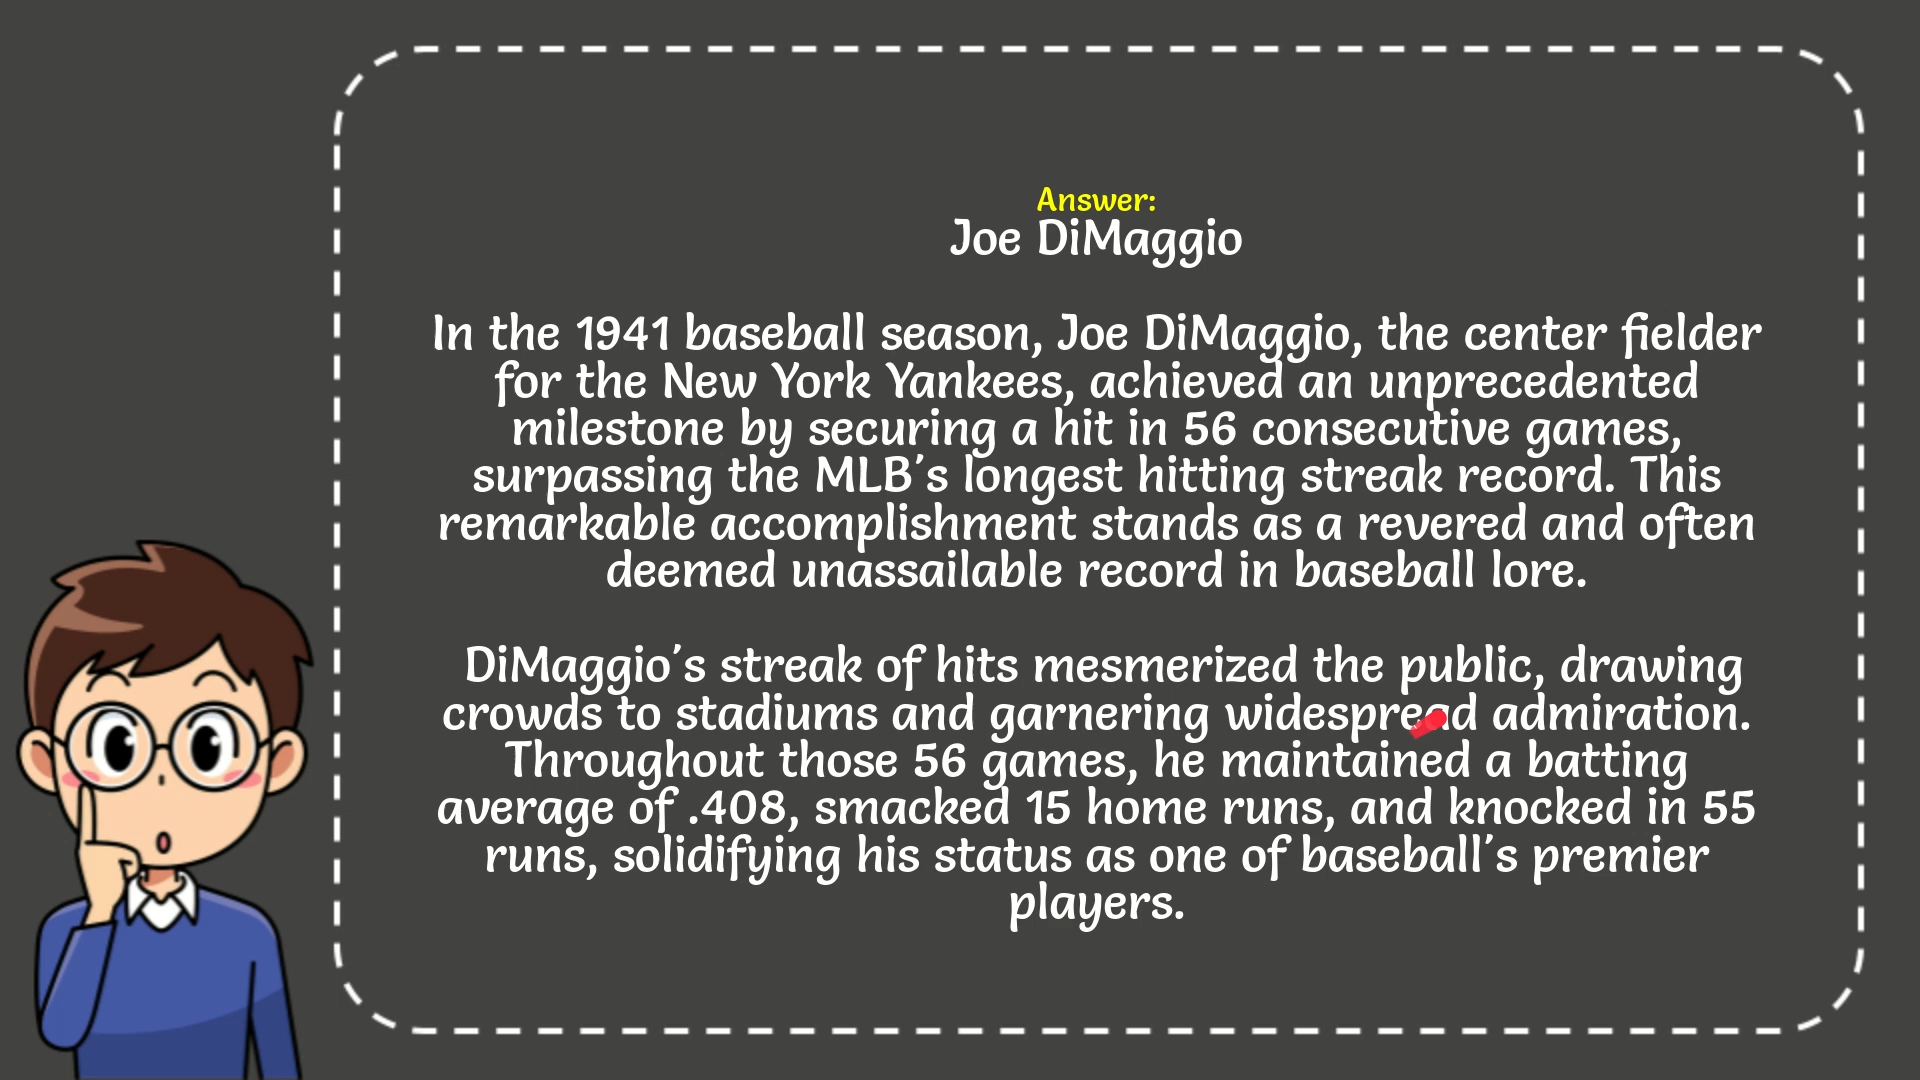 Answer:
Joe DiMaggio
In the 1941 baseball season, Joe DiMaggio, the center fielder
for the New York Yankees, achieved an unprecedented
milestone by securing a hit in 56 consecutive games,
surpassing the MLB's longest hitting streak record. This
remarkable accomplishment stands as a revered and often
deemed unassailable record in baseball lore.
DiMaggio's streak of hits mesmerized the public, drawing
crowds to stadiums and garnering widespread admiration.
Throughout those 56 games, he maintained a batting
average of .408, smacked 15 home runs, and knocked in 55
runs, solidifying his status as one of baseball's premier
players.